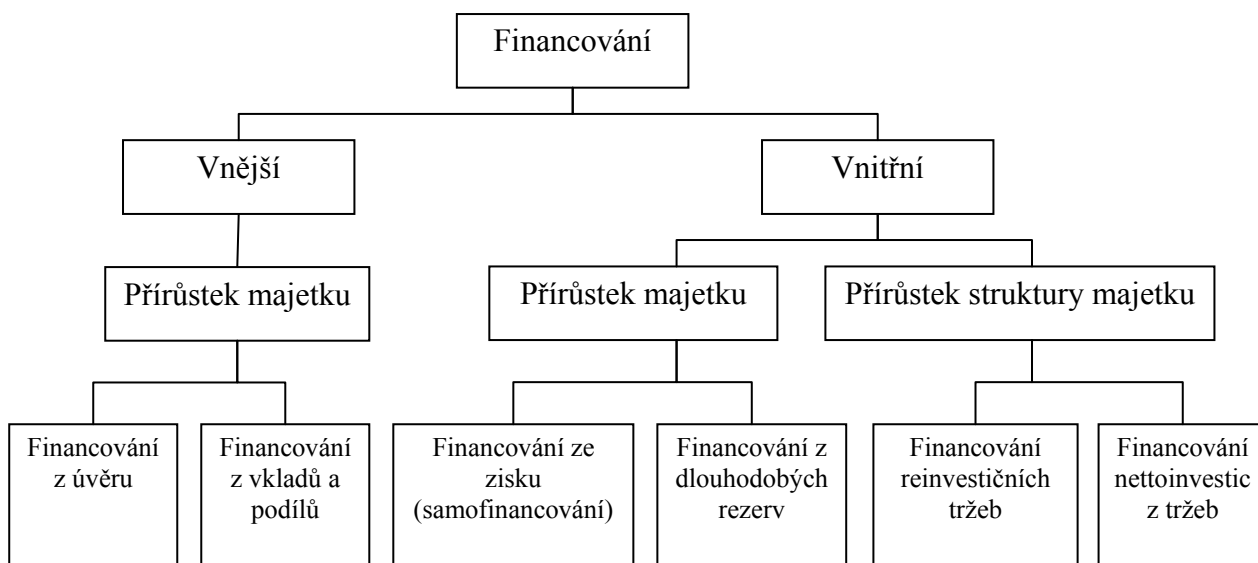 Financování
Vnější
Vnitřní
Přírůstek majetku
Přírůstek majetku
Přírůstek struktury majetku
Financování
z úvěru
Financování
z vkladů a
podílů
Financování ze
zisku
(samofinancování)
Financování z
dlouhodobých
rezerv
Financování
reinvestičních
tržeb
Financování
nettoinvestic
z tržeb